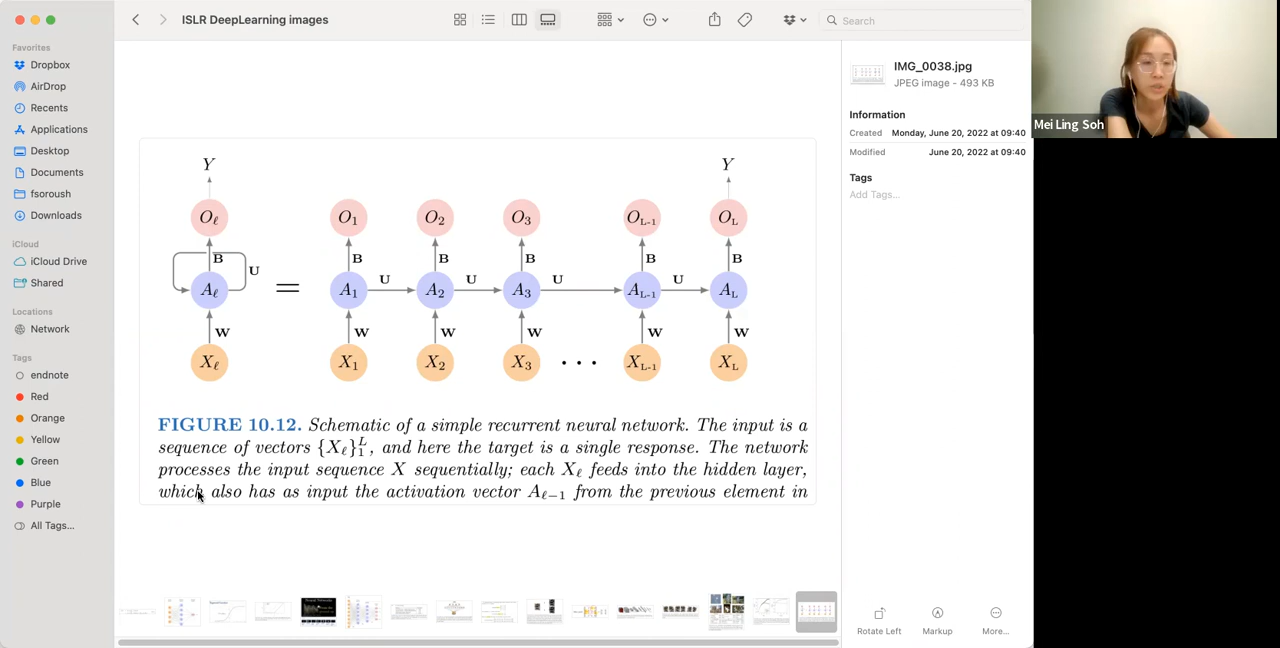 ISLR DeepLearning images
Search
Favorites
Dropbox
AirDrop
Recents
Applications
Desktop
Documents
fsoroush
Downloads
iCloud
iCloud Drive
Shared
Locations
Network
Tags
endnote
Red
Orange
Yellow
Green
Blue
Purple
All Tags...
Y Y
Oℓ O1 O2 O3 OL-1 OL
B B B B B B
U U U U U
Aℓ = A1 A2 A3 AL-1 AL
W W W W W W
Xℓ X1 X2 X3 · · · XL-1 XL
FIGURE 10.12. Schematic of a simple recurrent neural network. The input is a
sequence of vectors {Xℓ}₁ᴸ, and here the target is a single response. The network
processes the input sequence X sequentially; each Xℓ feeds into the hidden layer,
which also has as input the activation vector Aℓ−1 from the previous element in
IMG_0038.jpg
JPEG image - 493 KB
Information
Created Monday, June 20, 2022 at 09:40
Modified June 20, 2022 at 09:40
Tags
Add Tags...
Rotate Left Markup More...
Mei Ling Soh